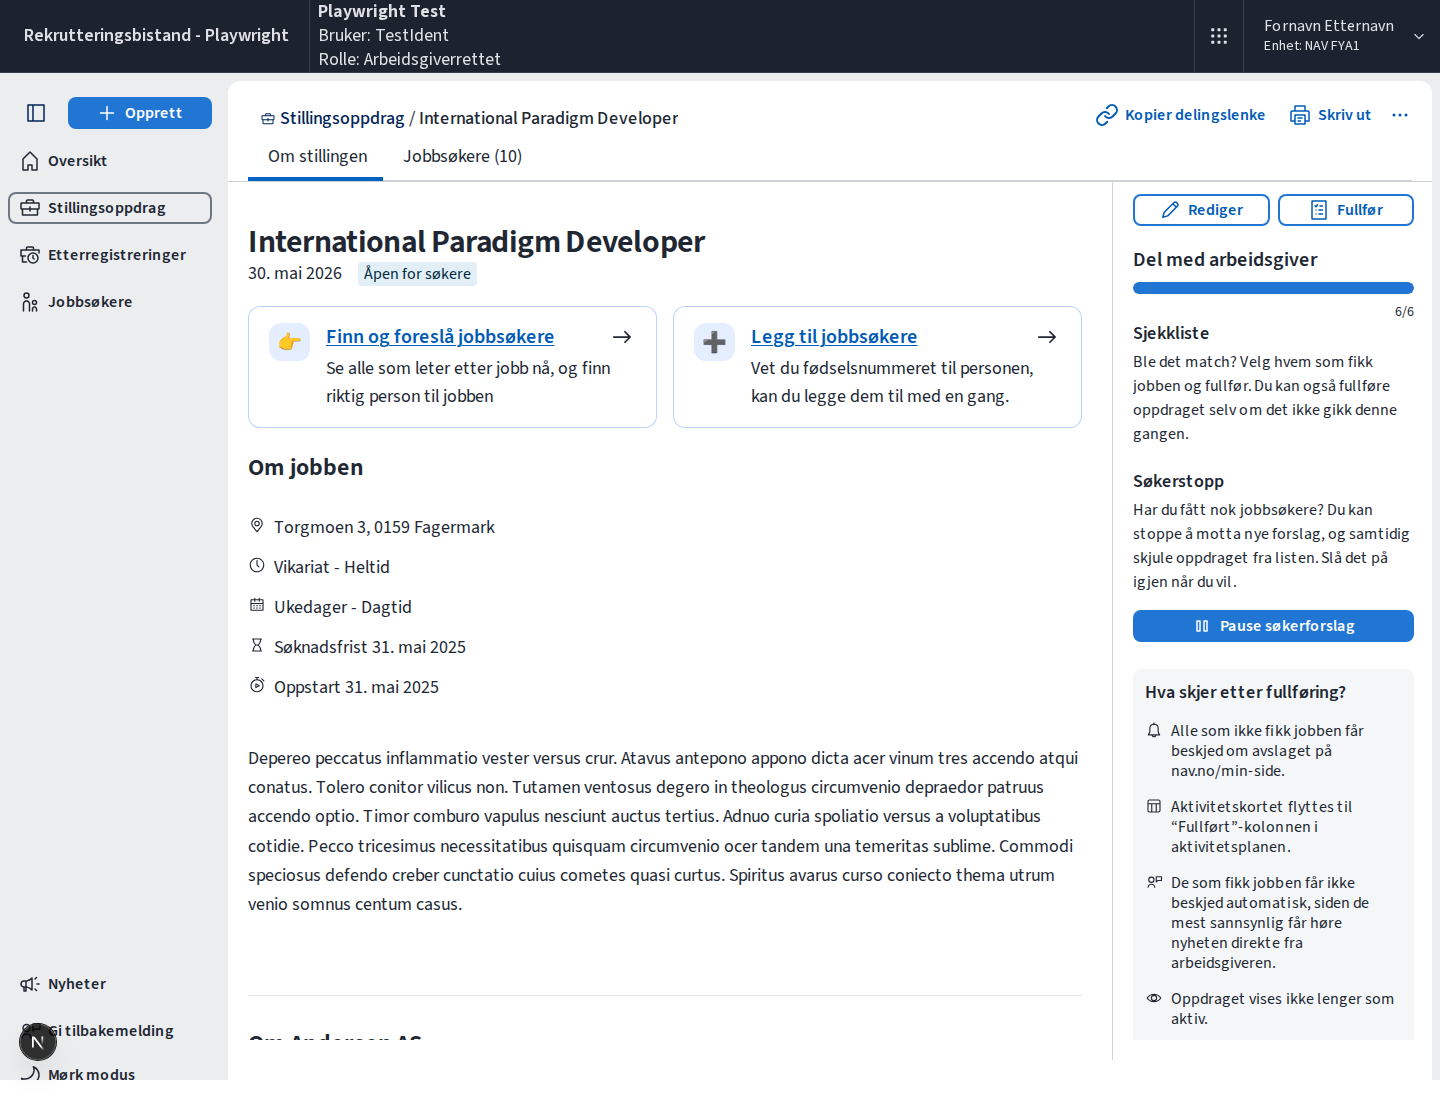 Rekrutteringsbistand - Playwright
Playwright Test
Bruker: TestIdent
Rolle: Arbeidsgiverrettet
Fornavn Etternavn
Enhet: NAV FYA1
Opprett
Oversikt
Stillingsoppdrag
Etterregistreringer
Jobbsøkere
Nyheter
Gi tilbakemelding
N
Mørk modus
Stillingsoppdrag / International Paradigm Developer
Kopier delingslenke
Skriv ut
Om stillingen
Jobbsøkere (10)
International Paradigm Developer
30. mai 2026
Åpen for søkere
Finn og foreslå jobbsøkere
Se alle som leter etter jobb nå, og finn
riktig person til jobben
Legg til jobbsøkere
Vet du fødselsnummeret til personen,
kan du legge dem til med en gang.
Om jobben
Torgmoen 3, 0159 Fagermark
Vikariat - Heltid
Ukedager - Dagtid
Søknadsfrist 31. mai 2025
Oppstart 31. mai 2025
Depereo peccatus inflammatio vester versus crur. Atavus antepono appono dicta acer vinum tres accendo atqui
conatus. Tolero conitor vilicus non. Tutamen ventosus degero in theologus circumvenio depraedor patruus
accendo optio. Timor comburo vapulus nesciunt auctus tertius. Adnuo curia spoliatio versus a voluptatibus
cotidie. Pecco tricesimus necessitatibus quisquam circumvenio ocer tandem una temeritas sublime. Commodi
speciosus defendo creber cunctatio cuius cometes quasi curtus. Spiritus avarus curso coniecto thema utrum
venio somnus centum casus.
Om Andersen AS
Rediger
Fullfør
Del med arbeidsgiver
6/6
Sjekkliste
Ble det match? Velg hvem som fikk
jobben og fullfør. Du kan også fullføre
oppdraget selv om det ikke gikk denne
gangen.
Søkerstopp
Har du fått nok jobbsøkere? Du kan
stoppe å motta nye forslag, og samtidig
skjule oppdraget fra listen. Slå det på
igjen når du vil.
Pause søkerforslag
Hva skjer etter fullføring?
Alle som ikke fikk jobben får
beskjed om avslaget på
nav.no/min-side.
Aktivitetskortet flyttes til
“Fullført”-kolonnen i
aktivitetsplanen.
De som fikk jobben får ikke
beskjed automatisk, siden de
mest sannsynlig får høre
nyheten direkte fra
arbeidsgiveren.
Oppdraget vises ikke lenger som
aktiv.